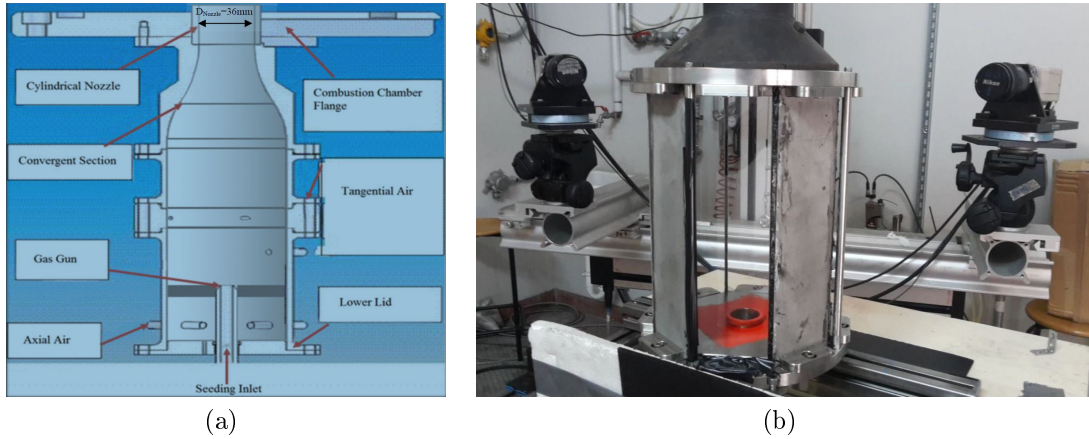 D_Nozzle=36mm
Cylindrical Nozzle
Combustion Chamber
Flange
Convergent Section
Tangential Air
Gas Gun
Lower Lid
Axial Air
Seeding Inlet
Nikon
(a)
(b)